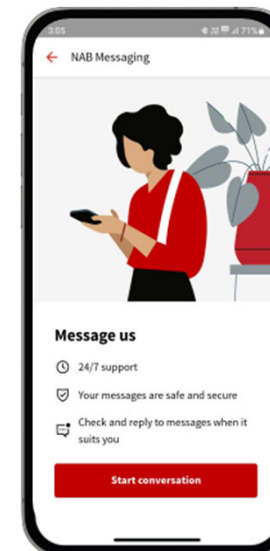 3:05
71%
NAB Messaging
Message us
24/7 support
Your messages are safe and secure
Check and reply to messages when it
suits you
Start conversation